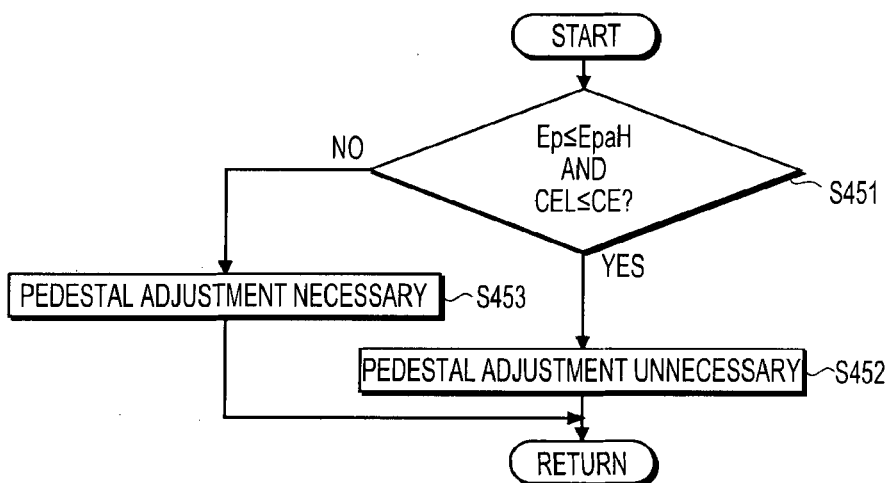 START
Ep≤EpaH
AND
CEL≤CE?
NO
S451
YES
PEDESTAL ADJUSTMENT NECESSARY
S453
PEDESTAL ADJUSTMENT UNNECESSARY
S452
RETURN